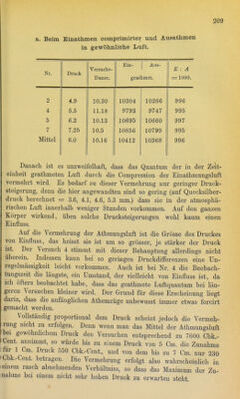 209
a. Beim Einathmen comprimirter und Ausathmen
in gewöhnlicher Luft.
Nr. Druck Versuchs-Dauer. Ein- Aus-geathmet. E : A = 1000.
2 4.9 10.30 10304 10266 996
4 5.5 11.18 9793 9747 995
5 6.2 10.13 10695 10660 997
7 7.25 10.5 10856 10799 995
Mittel 6.0 10.16 10412 10368 996
Danach ist es unzweifelhaft, dass das Quantum der in der Zeit-
einheit geathmeten Luft durch die Compression der Einathmungsluft
vermehrt wird. Es bedarf zu dieser Vermehrung nur geringer Druck-
steigerung, denn die hier angewandten sind so gering (auf Quecksilber-
druck berechnet = 3.6, 4.1, 4.6, 5.3 mm.) dass sie in der atmosphä-
rischen Luft innerhalb weniger Stunden vorkommen. Auf den ganzen
Körper wirkend, üben solche Drucksteigerungen wohl kaum einen
Einfluss.
Auf die Vermehrung der Athmungsluft ist die Grösse des Druckes
von Einfluss, das heisst sie ist um so grösser, je stärker der Druck
ist. Der Versuch 4 stimmt mit dieser Behauptung allerdings nicht
überein. Indessen kann bei so geringen Druckdifferenzen eine Un-
regelmässigkeit leicht vorkommen. Auch ist bei Nr. 4 die Beobach-
tungszeit die längste, ein Umstand, der vielleicht von Einfluss ist, da
ich öfters beobachtet habe, dass das geathmete Luftquantum bei län-
geren Versuchen kleiner wird. Der Grund für diese Erscheinung liegt
darin, dass die anfänglichen Athemzüge unbewusst immer etwas forcirt
gemacht werden.
Vollständig proportional dem Druck scheint jedoch die Vermeh-
rung nicht zu erfolgen. Denn wenn man das Mittel der Athmungsluft
bei gewöhnlichem Druck des Versuchen entsprechend zu 7600 Cbk.-
Cent. annimmt, so würde bis zu einem Druck von 5 Cm. die Zunahme
für 1 Cm. Druck 550 Cbk.-Cent. und von dem bis zu 7 Cm. nur 230
Cbk.-Cent. betragen. Die Vermehrung erfolgt also wahrscheinlich in
einem rasch abnehmenden Verhältniss, so dass das Maximum der Zu-
nahme bei einem nicht sehr hohen Druck zu erwarten steht.